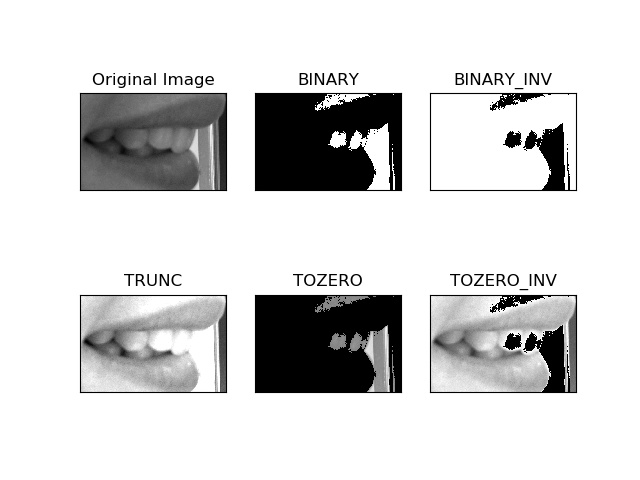 Original Image
BINARY
BINARY_INV
TRUNC
TOZERO
TOZERO_INV